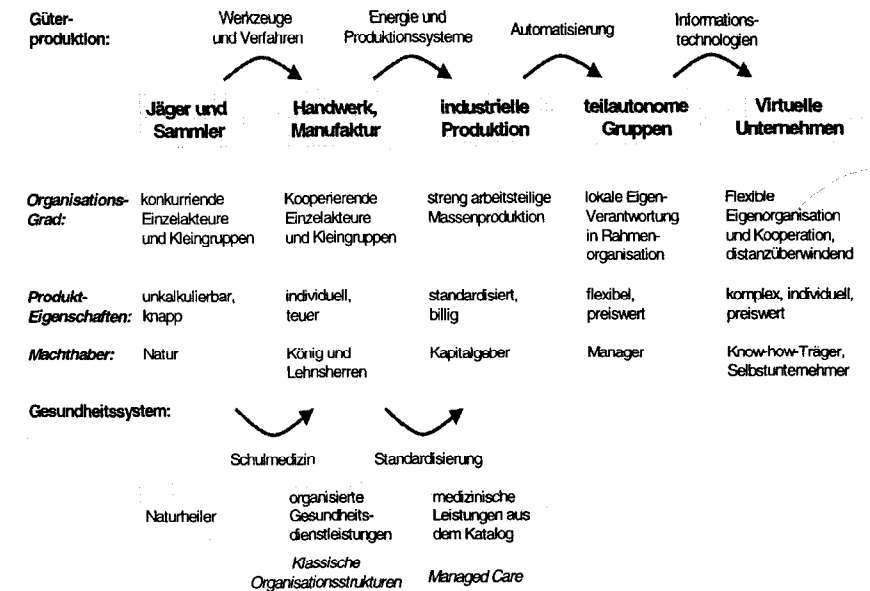 Güter-
produktion:
Werkzeuge
und Verfahren
Energie und
Produktionssysteme
Automatisierung
Informations-
technologien
Jäger und
Sammler
Handwerk,
Manufaktur
industrielle
Produktion
teilautonome
Gruppen
Virtuelle
Unternehmen
Organisations-
Grad:
konkurriende
Einzelakteure
und Kleingruppen
Kooperierende
Einzelakteure
und Kleingruppen
streng arbeitsteilige
Massenproduktion
lokale Eigen-
Verantwortung
in Rahmen-
organisation
Flexible
Eigenorganisation
und Kooperation,
distanzüberwindend
Produkt-
Eigenschaften:
unkalkulierbar,
knapp
individuell,
teuer
standardisiert,
billig
flexibel,
preiswert
komplex, individuell,
preiswert
Machthaber:
Natur
König und
Lehnsherren
Kapitalgeber
Manager
Know-how-Träger,
Selbstunternehmer
Gesundheitssystem:
Schulmedizin
Standardisierung
Naturheiler
organisierte
Gesundheits-
dienstleistungen
medizinische
Leistungen aus
dem Katalog
Klassische
Organisationsstrukturen
Managed Care